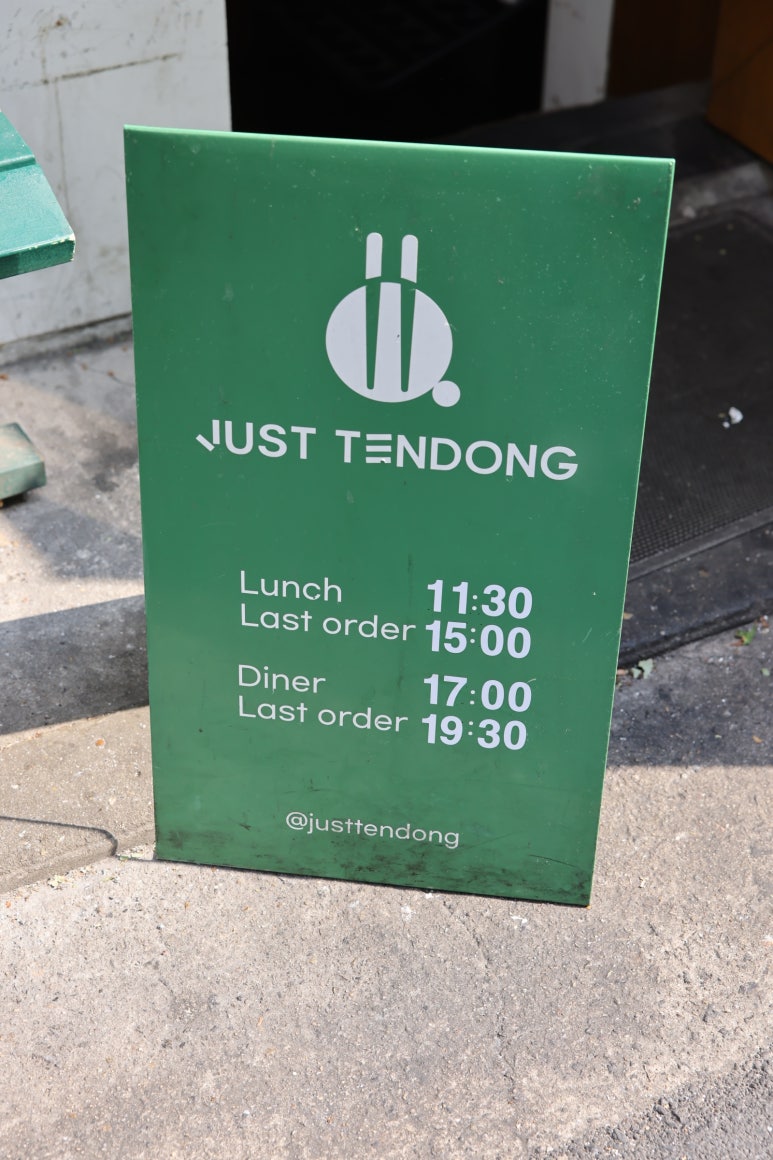 JUST TENDONG
Lunch 11:30
Last order 15:00
Diner 17:00
Last order 19:30
@justtendong